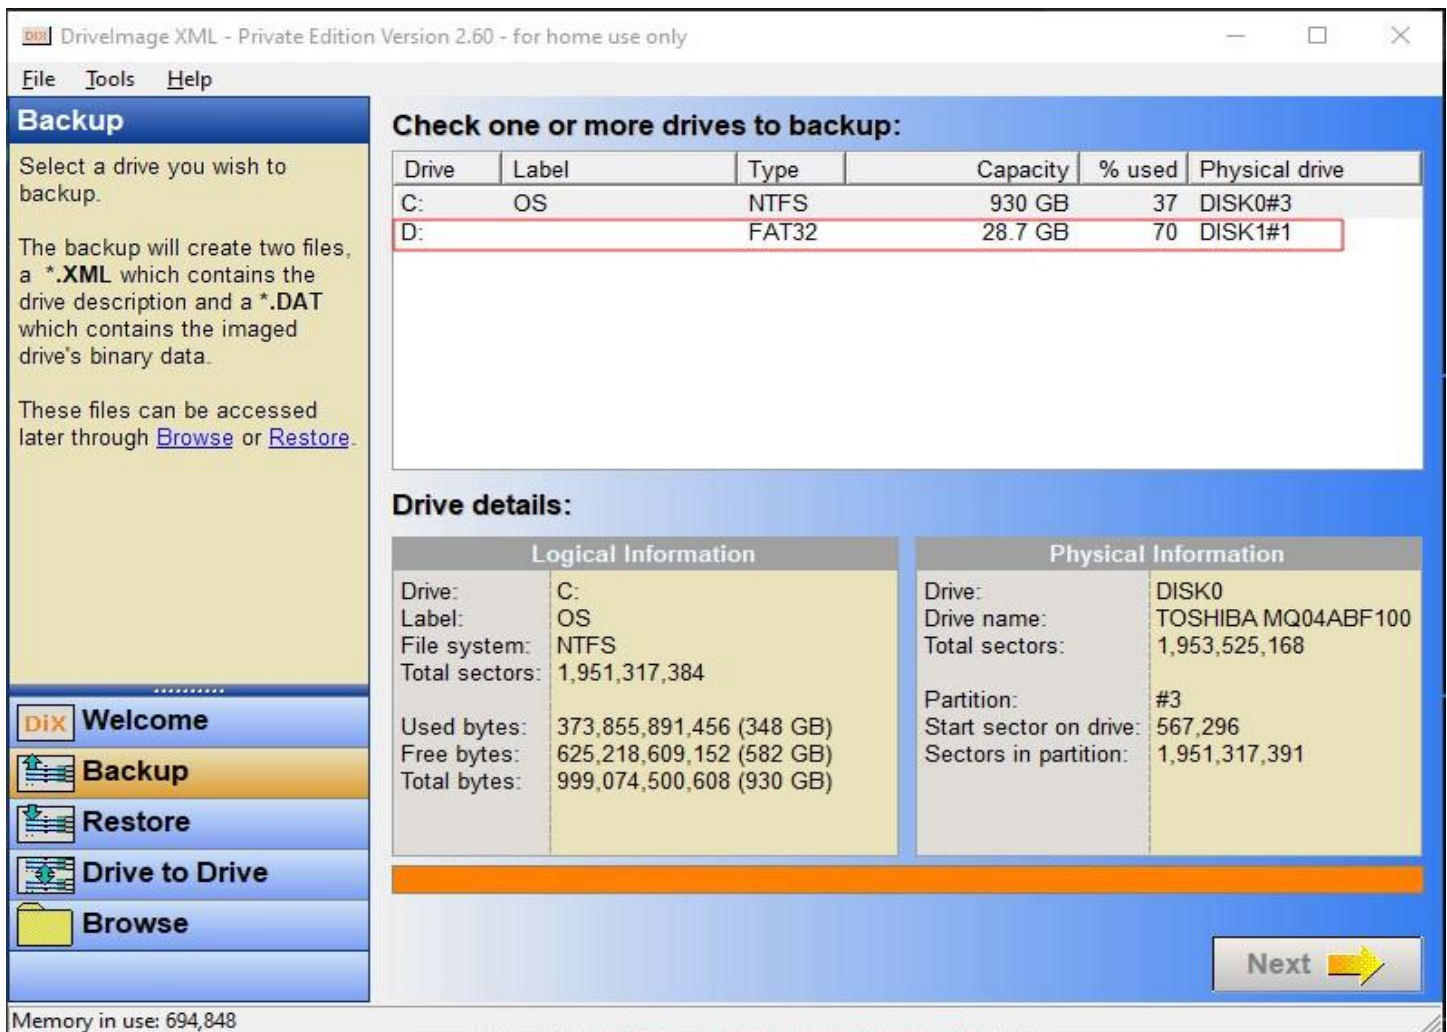 DiX DriveImage XML - Private Edition Version 2.60 - for home use only
File Tools Help
Backup
Select a drive you wish to
backup.
The backup will create two files,
a *.XML which contains the
drive description and a *.DAT
which contains the imaged
drive's binary data.
These files can be accessed
later through Browse or Restore.
DiX Welcome
Backup
Restore
Drive to Drive
Browse
Check one or more drives to backup:
Drive Label Type Capacity % used Physical drive
C: OS NTFS 930 GB 37 DISK0#3
D: FAT32 28.7 GB 70 DISK1#1
Drive details:
Logical Information
Drive: C:
Label: OS
File system: NTFS
Total sectors: 1,951,317,384
Used bytes: 373,855,891,456 (348 GB)
Free bytes: 625,218,609,152 (582 GB)
Total bytes: 999,074,500,608 (930 GB)
Physical Information
Drive: DISK0
Drive name: TOSHIBA MQ04ABF100
Total sectors: 1,953,525,168
Partition: #3
Start sector on drive: 567,296
Sectors in partition: 1,951,317,391
Next
Memory in use: 694,848